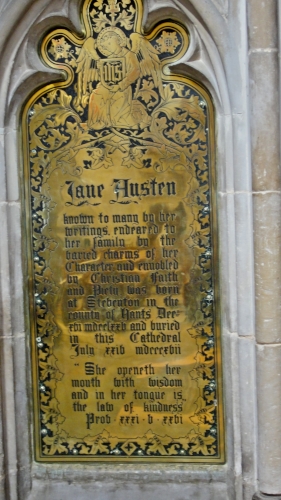 IHS
Jane Austen
known to many by her
writings, endeared to
her family by the
varied charms of her
Character and ennobled
by Christian Faith
and Piety, was born
at Steventon in the
county of Hants Dec.
xvi mdcclxxv and buried
in this Cathedral
July xxiv mdcccxvii
"She openeth her
mouth with wisdom
and in her tongue is
the law of kindness"
Prov · xxxi · v · xxvi